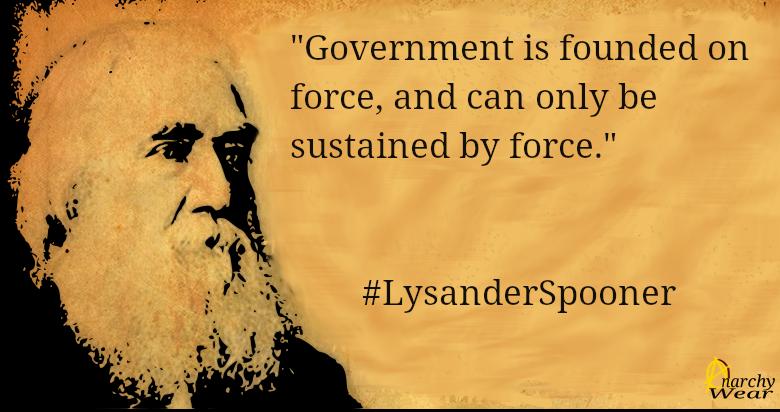 "Government is founded on
force, and can only be
sustained by force."
#LysanderSpooner
Anarchy
Wear